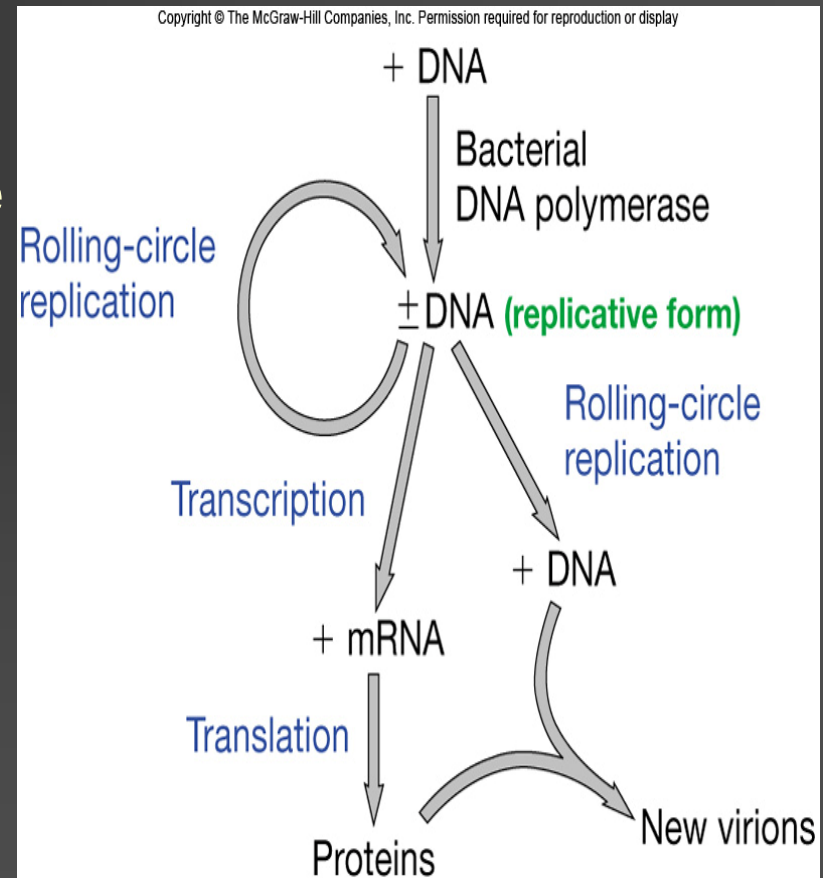 Copyright © The McGraw-Hill Companies, Inc. Permission required for reproduction or display
+ DNA
Bacterial
DNA polymerase
Rolling-circle
replication
± DNA (replicative form)
Rolling-circle
replication
Transcription
+ DNA
+ mRNA
Translation
New virions
Proteins